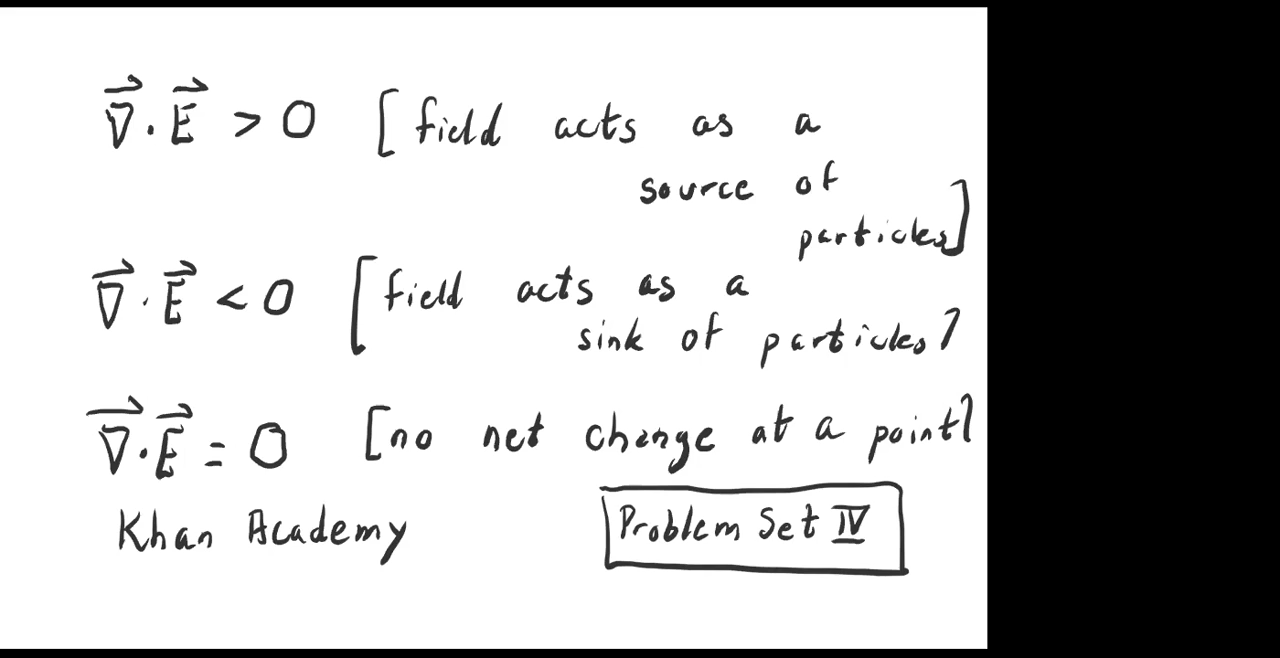 ∇⃗ · E⃗ > 0 [field acts as a
source of
particles]
∇⃗ · E⃗ < 0 [field acts as a
sink of particles]
∇⃗ · E⃗ = 0 [no net change at a point]
Khan Academy
Problem Set IV